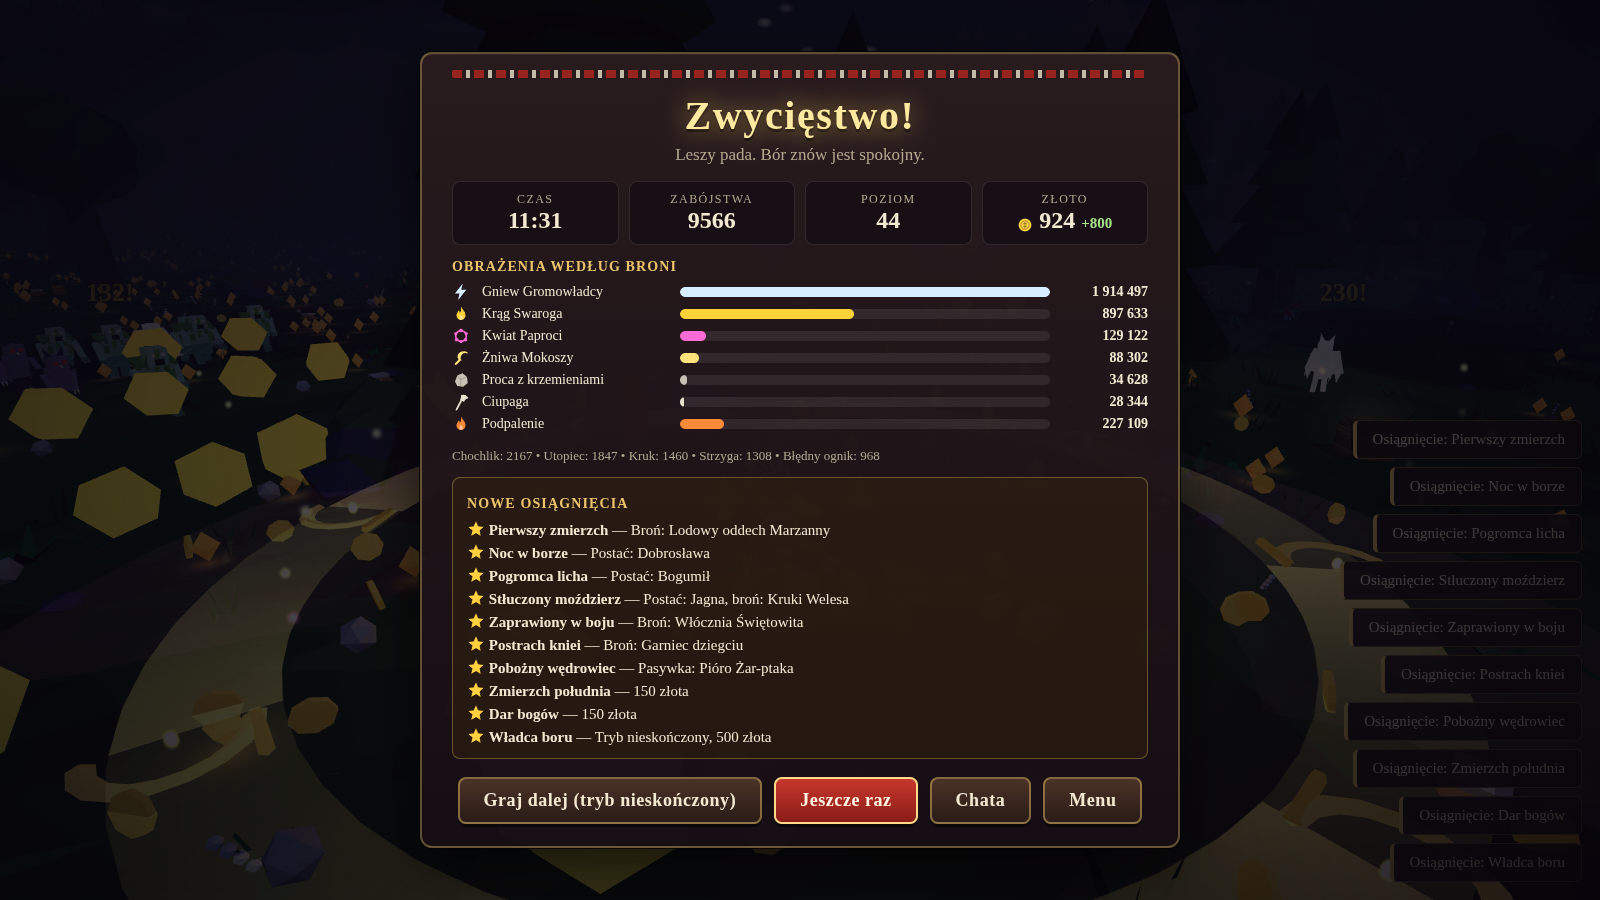 Zwycięstwo!
Leszy pada. Bór znów jest spokojny.
CZAS
11:31
ZABÓJSTWA
9566
POZIOM
44
ZŁOTO
924 +800
OBRAŻENIA WEDŁUG BRONI
Gniew Gromowładcy 1 914 497
Krąg Swaroga 897 633
Kwiat Paproci 129 122
Żniwa Mokoszy 88 302
Proca z krzemieniami 34 628
Ciupaga 28 344
Podpalenie 227 109
Chochlik: 2167 • Utopiec: 1847 • Kruk: 1460 • Strzyga: 1308 • Błędny ognik: 968
NOWE OSIĄGNIĘCIA
Pierwszy zmierzch — Broń: Lodowy oddech Marzanny
Noc w borze — Postać: Dobrosława
Pogromca licha — Postać: Bogumił
Stłuczony moździerz — Postać: Jagna, broń: Kruki Welesa
Zaprawiony w boju — Broń: Włócznia Świętowita
Postrach kniei — Broń: Garniec dziegciu
Pobożny wędrowiec — Pasywka: Pióro Żar-ptaka
Zmierzch południa — 150 złota
Dar bogów — 150 złota
Władca boru — Tryb nieskończony, 500 złota
Graj dalej (tryb nieskończony)
Jeszcze raz
Chata
Menu
132!
230!
Osiągnięcie: Pierwszy zmierzch
Osiągnięcie: Noc w borze
Osiągnięcie: Pogromca licha
Osiągnięcie: Stłuczony moździerz
Osiągnięcie: Zaprawiony w boju
Osiągnięcie: Postrach kniei
Osiągnięcie: Pobożny wędrowiec
Osiągnięcie: Zmierzch południa
Osiągnięcie: Dar bogów
Osiągnięcie: Władca boru